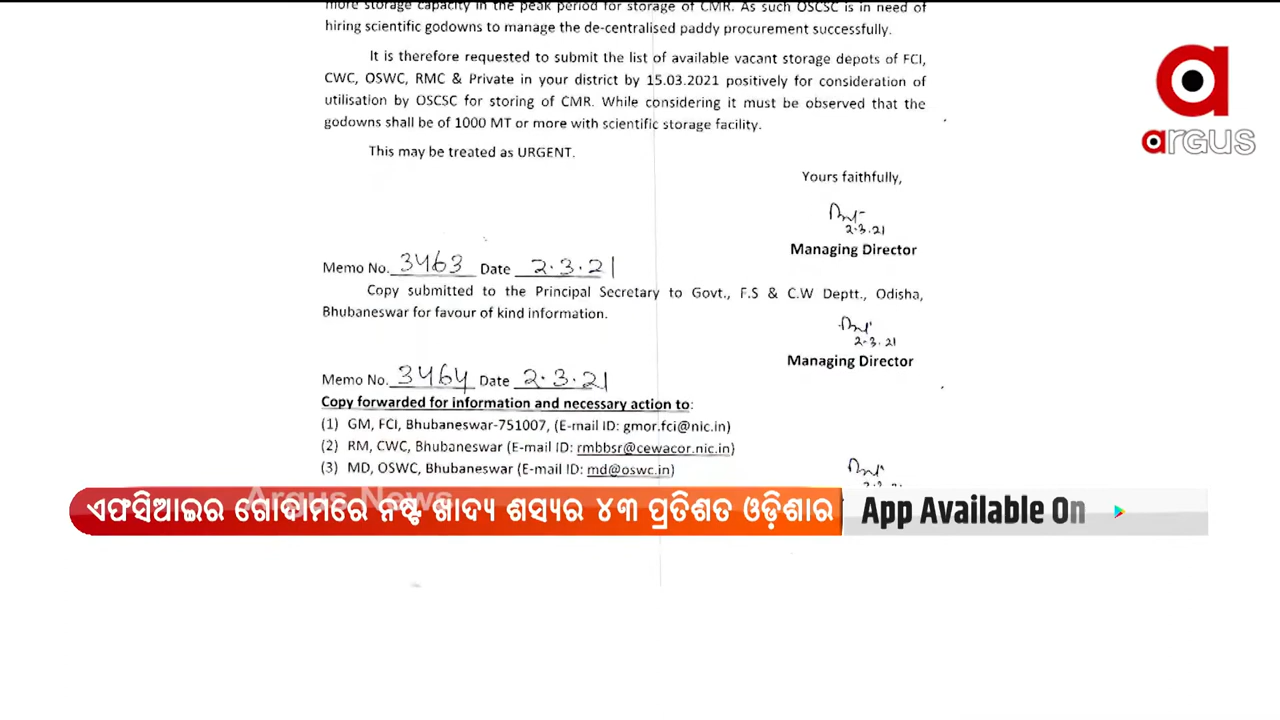 more storage capacity in the peak period for storage of CMR. As such OSCSC is in need of
hiring scientific godowns to manage the de-centralised paddy procurement successfully.
It is therefore requested to submit the list of available vacant storage depots of FCI,
CWC, OSWC, RMC & Private in your district by 15.03.2021 positively for consideration of
utilisation by OSCSC for storing of CMR. While considering it must be observed that the
godowns shall be of 1000 MT or more with scientific storage facility.
This may be treated as URGENT.
Yours faithfully,
2.3.21
Managing Director
Memo No. 3463 Date 2.3.21
Copy submitted to the Principal Secretary to Govt., F.S & C.W Deptt., Odisha,
Bhubaneswar for favour of kind information.
2.3.21
Managing Director
Memo No. 3464 Date 2.3.21
Copy forwarded for information and necessary action to:
(1) GM, FCI, Bhubaneswar-751007, (E-mail ID: gmor.fci@nic.in)
(2) RM, CWC, Bhubaneswar (E-mail ID: rmbbsr@cewacor.nic.in)
(3) MD, OSWC, Bhubaneswar (E-mail ID: md@oswc.in)
argus
Argus News
ଏଫସିଆଇର ଗୋଦାମରେ ନଷ୍ଟ ଖାଦ୍ୟ ଶସ୍ୟର ୪୩ ପ୍ରତିଶତ ଓଡ଼ିଶାର
App Available On